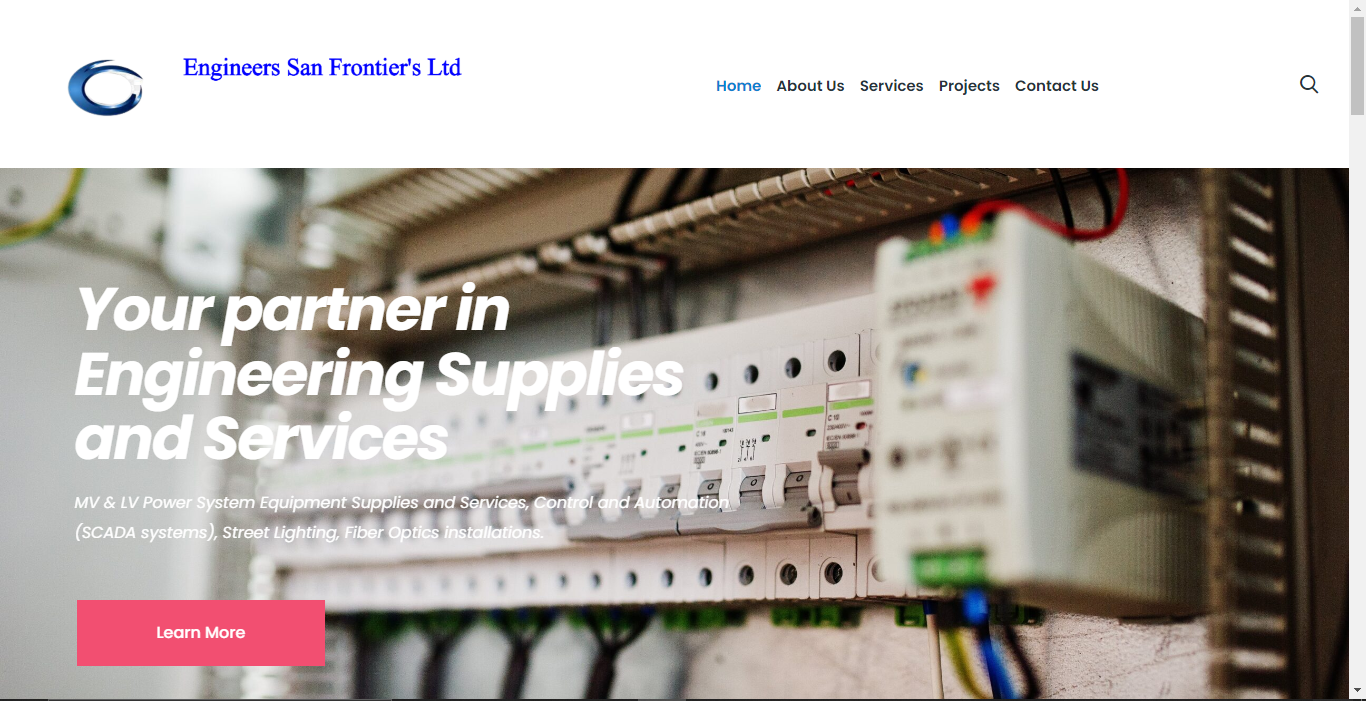 Engineers San Frontier's Ltd
Home About Us Services Projects Contact Us
Your partner in
Engineering Supplies
and Services
MV & LV Power System Equipment Supplies and Services, Control and Automation
(SCADA systems), Street Lighting, Fiber Optics installations.
Learn More